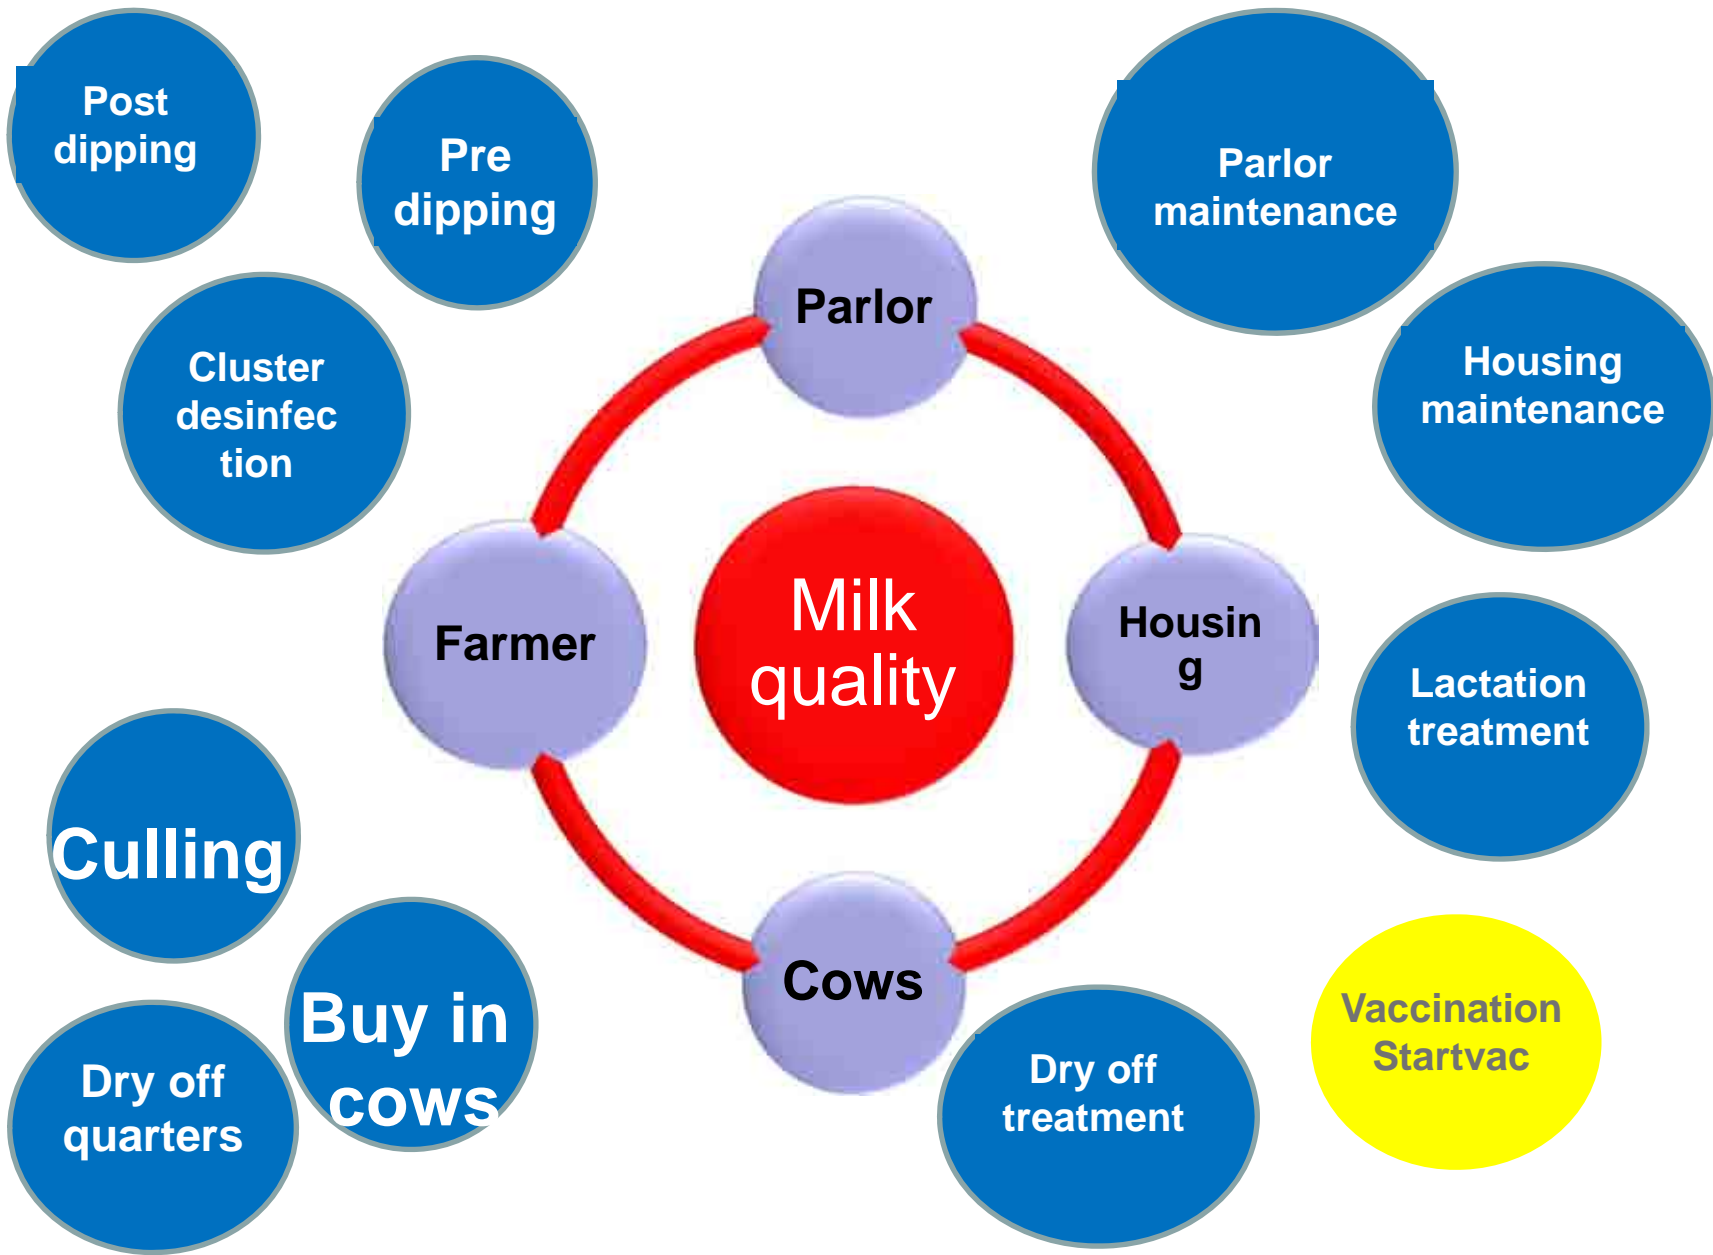 Post
dipping
Pre
dipping
Parlor
maintenance
Cluster
desinfec
tion
Parlor
Housing
maintenance
Farmer
Milk
quality
Housin
g
Lactation
treatment
Culling
Buy in
cows
Cows
Dry off
quarters
Dry off
treatment
Vaccination
Startvac